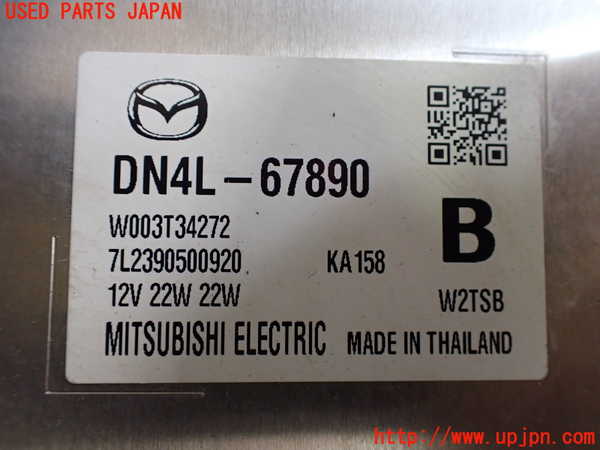 USED PARTS JAPAN
DN4L-67890
W003T34272
7L2390500920 KA158
B
12V 22W 22W W2TSB
MITSUBISHI ELECTRIC MADE IN THAILAND
http://www.upjpn.com